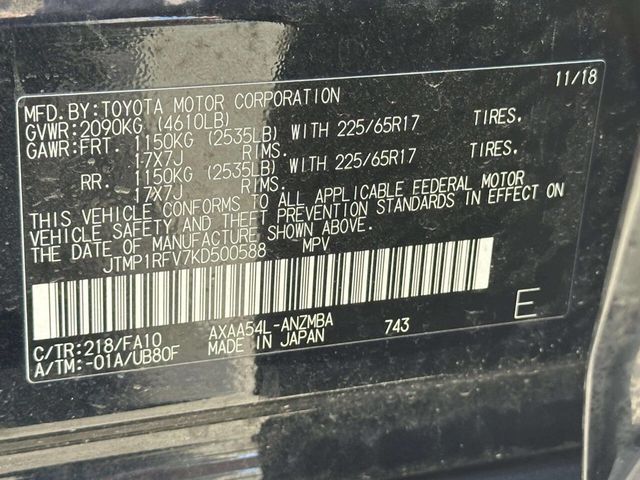 11/18
MFD.BY:TOYOTA MOTOR CORPORATION
GVWR:2090KG (4610LB)
GAWR:FRT. 1150KG (2535LB) WITH 225/65R17 TIRES.
17X7J RIMS.
RR. 1150KG (2535LB) WITH 225/65R17 TIRES.
17X7J RIMS.
THIS VEHICLE CONFORMS TO ALL APPLICABLE FEDERAL MOTOR
VEHICLE SAFETY AND THEFT PREVENTION STANDARDS IN EFFECT ON
THE DATE OF MANUFACTURE SHOWN ABOVE.
JTMP1RFV7KD500588 MPV
C/TR:218/FA10 AXAA54L-ANZMBA 743 E
A/TM:-01A/UB80F MADE IN JAPAN